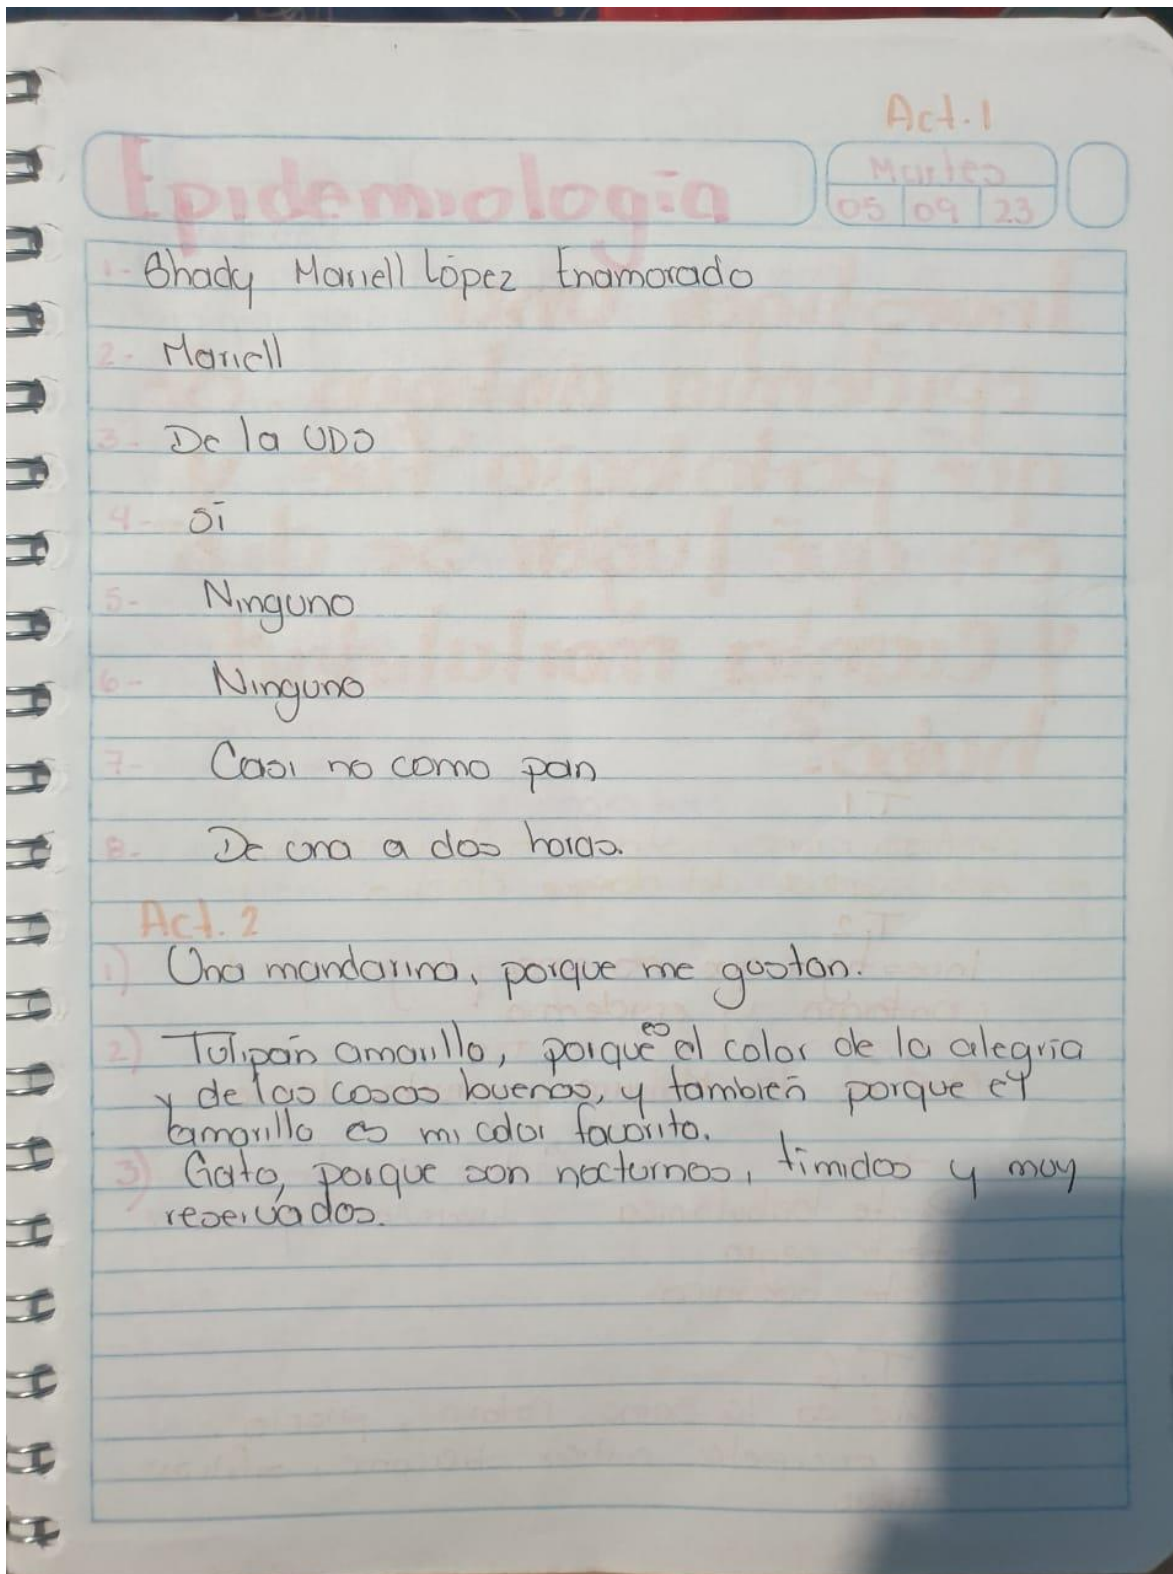 Act. 1
Epidemiología
Martes
05 09 23
1- Shady Mariell López Enamorado
2- Mariell
3- De la UDO
4- Sí
5- Ninguno
6- Ninguno
7- Casi no como pan
8- De una a dos horas.
Act. 2
1) Una mandarina, porque me gustan.
2) Tulipán amarillo, porque es el color de la alegría
y de las cosas buenas, y también porque el
amarillo es mi color favorito.
3) Gato, porque son nocturnos, tímidos y muy
reservados.